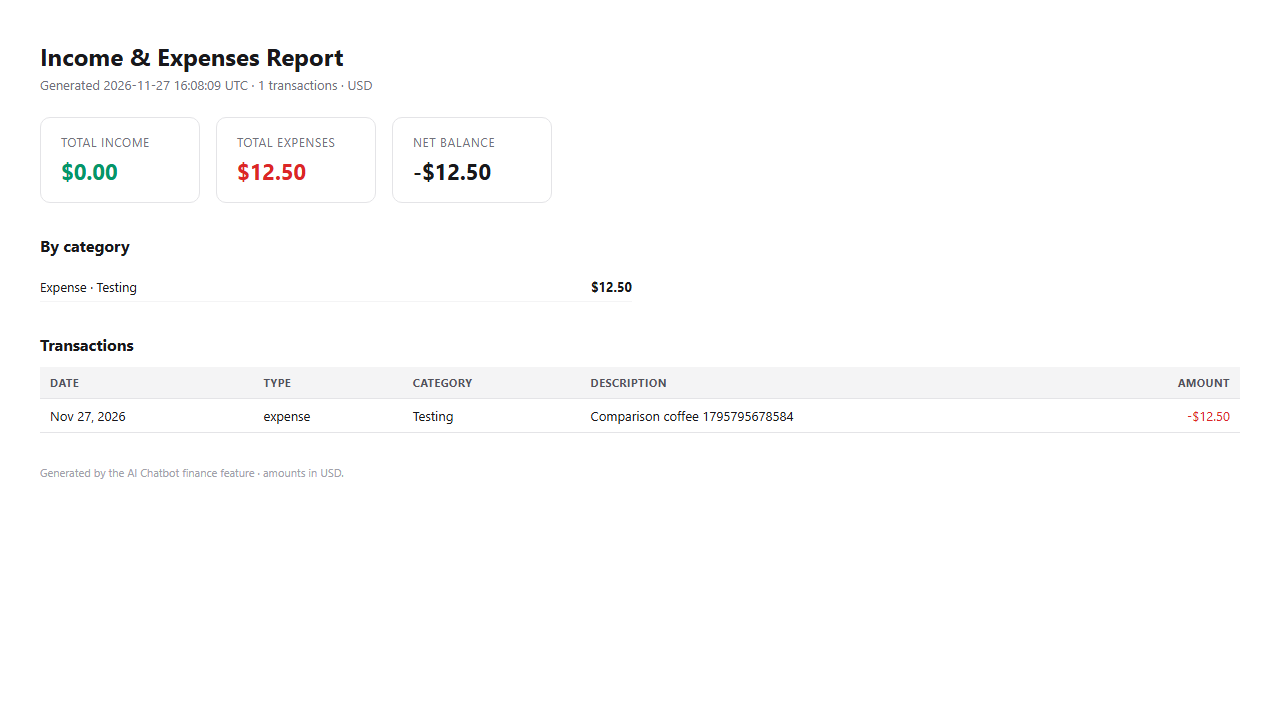 Income & Expenses Report
Generated 2026-11-27 16:08:09 UTC · 1 transactions · USD
TOTAL INCOME
$0.00
TOTAL EXPENSES
$12.50
NET BALANCE
-$12.50
By category
Expense · Testing $12.50
Transactions
DATE TYPE CATEGORY DESCRIPTION AMOUNT
Nov 27, 2026 expense Testing Comparison coffee 1795795678584 -$12.50
Generated by the AI Chatbot finance feature · amounts in USD.